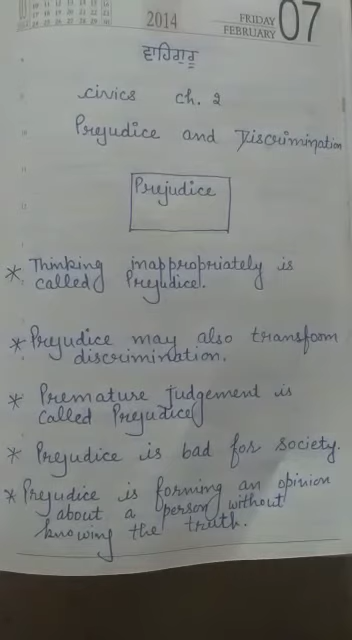 2014
FRIDAY
FEBRUARY
07
ਵਾਹਿਗੁਰੂ
civics ch. 2
Prejudice and Discrimination
Prejudice
* Thinking inappropriately is
called Prejudice.
* Prejudice may also transform
discrimination.
* Premature judgement is
called Prejudice
* Prejudice is bad for society.
* Prejudice is forming an opinion
about a person without
knowing the truth.